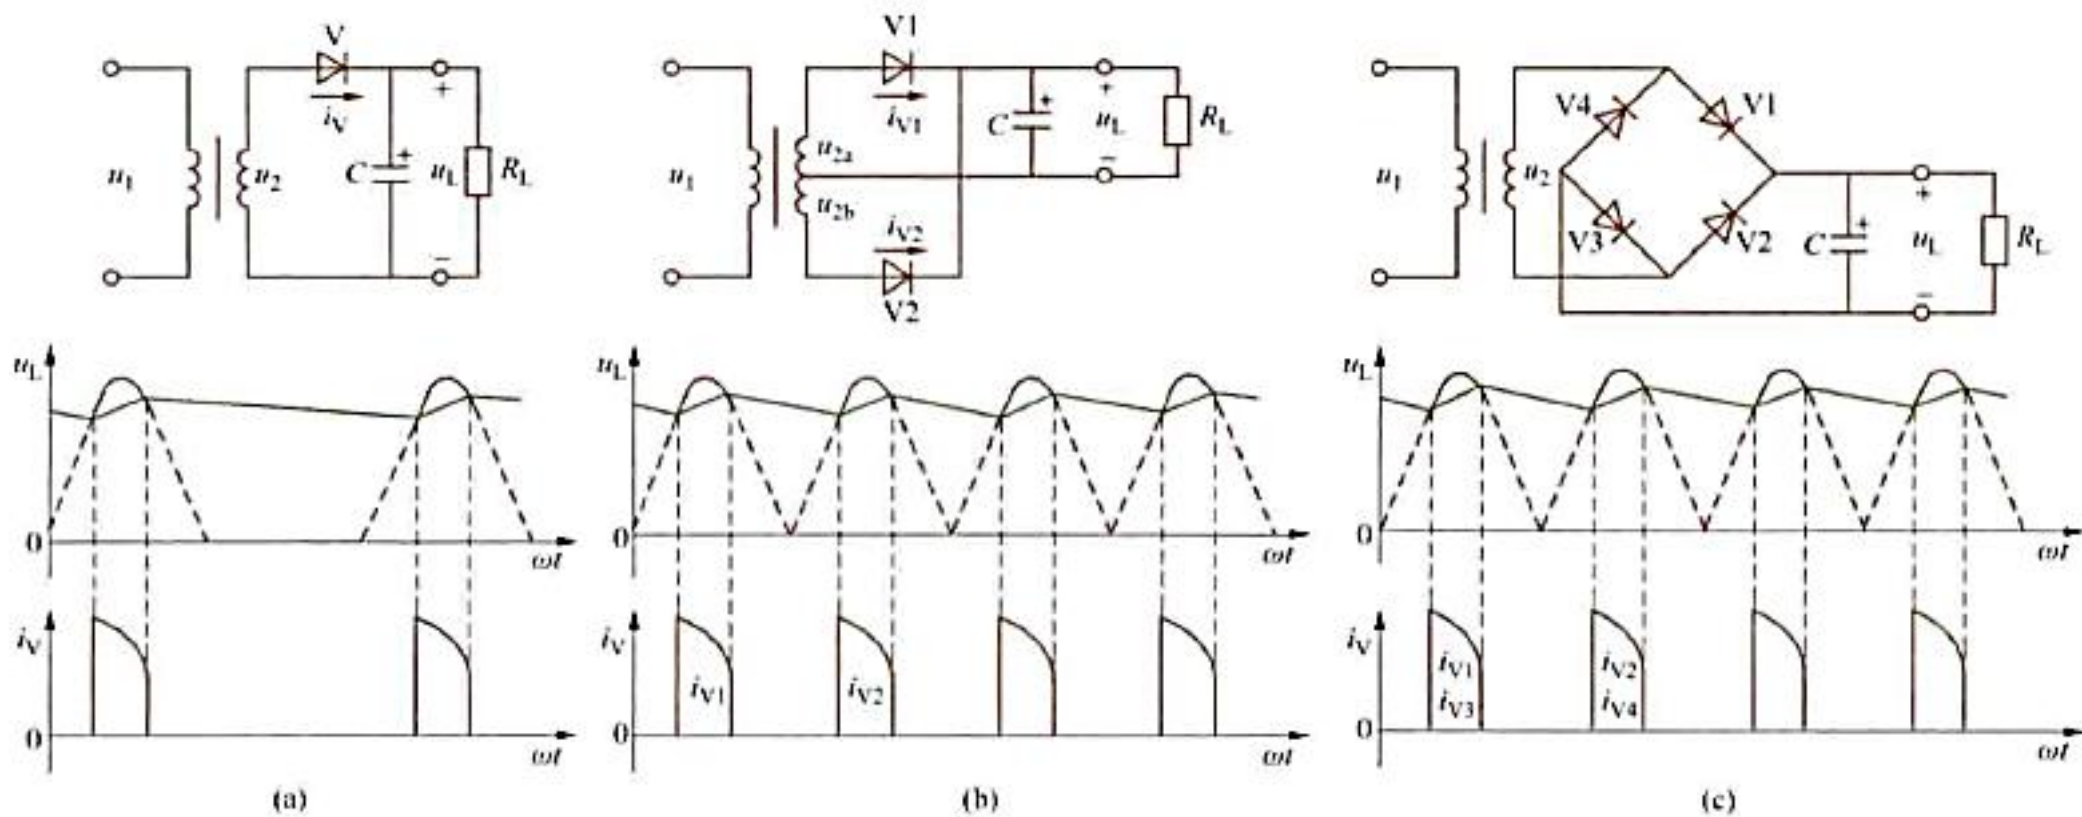 V
i_V
u_1
u_2
C
+
+
u_L
−
R_L
V1
i_V1
u_1
u_2a
u_2b
i_V2
V2
C
+
+
u_L
−
R_L
u_1
u_2
V4
V1
V3
V2
C
+
+
u_L
−
R_L
u_L
0
ωt
i_V
0
ωt
(a)
u_L
0
ωt
i_V
i_V1
i_V2
0
ωt
(b)
u_L
0
ωt
i_V
i_V1
i_V3
i_V2
i_V4
0
ωt
(c)